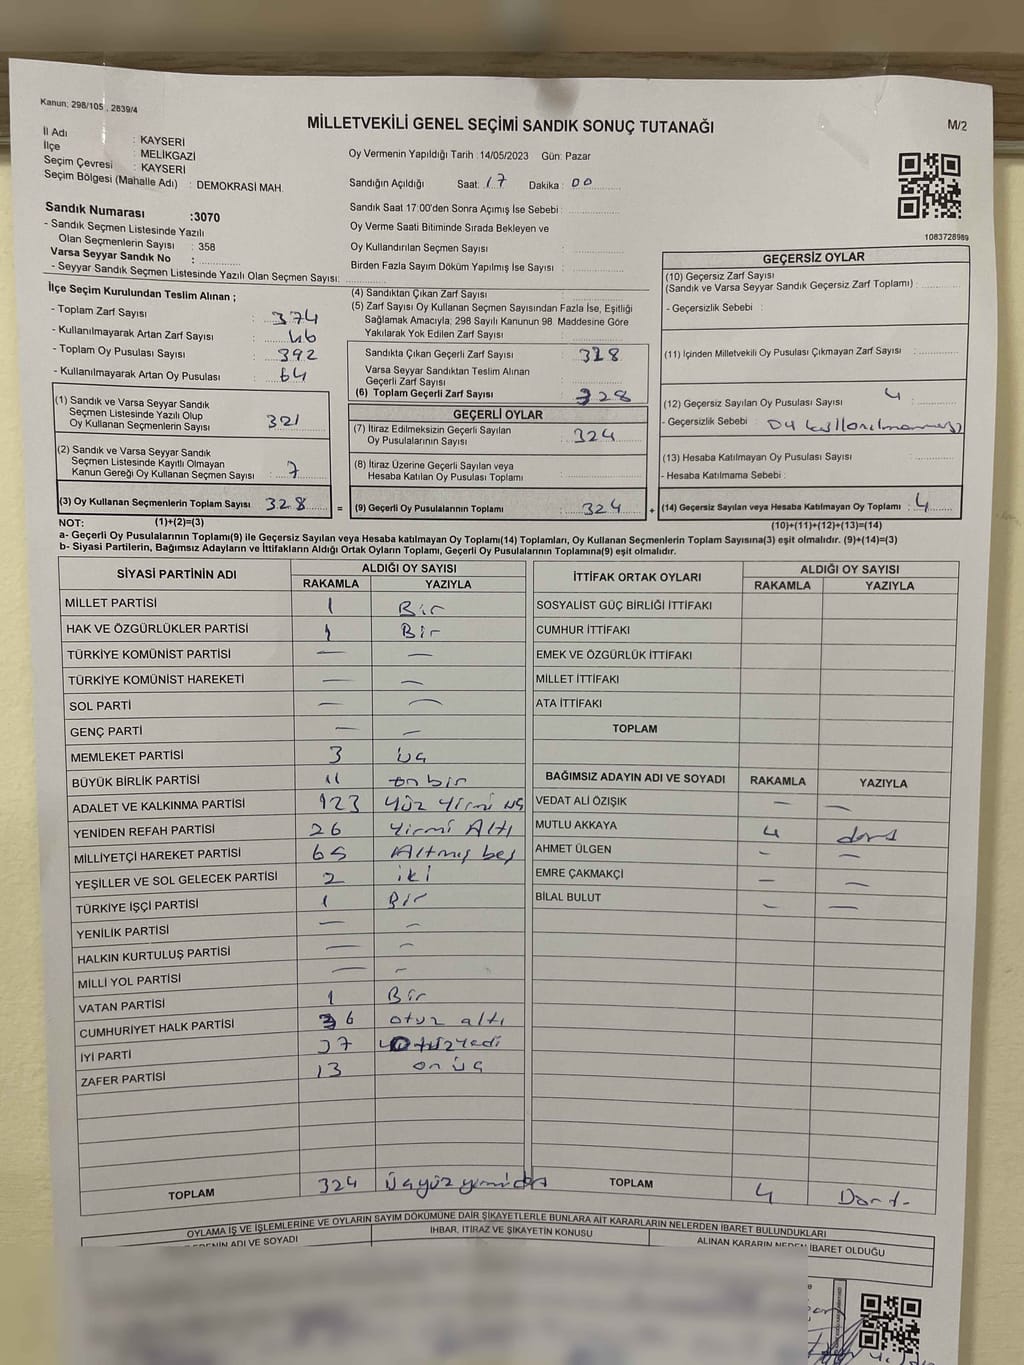 Kanun; 298/105 , 2839/4
MİLLETVEKİLİ GENEL SEÇİMİ SANDIK SONUÇ TUTANAĞI
M/2
İl Adı : KAYSERİ
İlçe : MELİKGAZİ
Seçim Çevresi : KAYSERİ
Seçim Bölgesi (Mahalle Adı) : DEMOKRASİ MAH.
Sandık Numarası :3070
- Sandık Seçmen Listesinde Yazılı
Olan Seçmenlerin Sayısı : 358
Varsa Seyyar Sandık No :
- Seyyar Sandık Seçmen Listesinde Yazılı Olan Seçmen Sayısı:
Oy Vermenin Yapıldığı Tarih :14/05/2023 Gün: Pazar
Sandığın Açıldığı Saat: 17 Dakika : 00
Sandık Saat 17:00'den Sonra Açımış İse Sebebi :
Oy Verme Saati Bitiminde Sırada Bekleyen ve
Oy Kullandırılan Seçmen Sayısı :
Birden Fazla Sayım Döküm Yapılmış İse Sayısı :
1083728989
İlçe Seçim Kurulundan Teslim Alınan ;
- Toplam Zarf Sayısı : 374
- Kullanılmayarak Artan Zarf Sayısı : 46
- Toplam Oy Pusulası Sayısı : 392
- Kullanılmayarak Artan Oy Pusulası : 64
(1) Sandık ve Varsa Seyyar Sandık
Seçmen Listesinde Yazılı Olup
Oy Kullanan Seçmenlerin Sayısı : 321
(2) Sandık ve Varsa Seyyar Sandık
Seçmen Listesinde Kayıtlı Olmayan
Kanun Gereği Oy Kullanan Seçmen Sayısı : 7
(3) Oy Kullanan Seçmenlerin Toplam Sayısı 328 =
(4) Sandıktan Çıkan Zarf Sayısı :
(5) Zarf Sayısı Oy Kullanan Seçmen Sayısından Fazla İse, Eşitliği
Sağlamak Amacıyla; 298 Sayılı Kanunun 98. Maddesine Göre
Yakılarak Yok Edilen Zarf Sayısı :
Sandıkta Çıkan Geçerli Zarf Sayısı : 328
Varsa Seyyar Sandıktan Teslim Alınan
Geçerli Zarf Sayısı :
(6) Toplam Geçerli Zarf Sayısı : 328
GEÇERLİ OYLAR
(7) İtiraz Edilmeksizin Geçerli Sayılan
Oy Pusulalarının Sayısı : 324
(8) İtiraz Üzerine Geçerli Sayılan veya
Hesaba Katılan Oy Pusulası Toplamı :
(9) Geçerli Oy Pusulalarının Toplamı : 324 +
GEÇERSİZ OYLAR
(10) Geçersiz Zarf Sayısı
(Sandık ve Varsa Seyyar Sandık Geçersiz Zarf Toplamı) :
- Geçersizlik Sebebi :
(11) İçinden Milletvekili Oy Pusulası Çıkmayan Zarf Sayısı :
(12) Geçersiz Sayılan Oy Pusulası Sayısı : 4
- Geçersizlik Sebebi : Oy kullanılmamış
(13) Hesaba Katılmayan Oy Pusulası Sayısı :
- Hesaba Katılmama Sebebi :
(14) Geçersiz Sayılan veya Hesaba Katılmayan Oy Toplamı : 4
NOT: (1)+(2)=(3)
(10)+(11)+(12)+(13)=(14)
a- Geçerli Oy Pusulalarının Toplamı(9) ile Geçersiz Sayılan veya Hesaba katılmayan Oy Toplamı(14) Toplamları, Oy Kullanan Seçmenlerin Toplam Sayısına(3) eşit olmalıdır. (9)+(14)=(3)
b- Siyasi Partilerin, Bağımsız Adayların ve İttifakların Aldığı Ortak Oyların Toplamı, Geçerli Oy Pusulalarının Toplamına(9) eşit olmalıdır.
SİYASİ PARTİNİN ADI ALDIĞI OY SAYISI
RAKAMLA YAZIYLA
MİLLET PARTİSİ 1 Bir
HAK VE ÖZGÜRLÜKLER PARTİSİ 1 Bir
TÜRKİYE KOMÜNİST PARTİSİ — —
TÜRKİYE KOMÜNİST HAREKETİ — —
SOL PARTİ — —
GENÇ PARTİ — —
MEMLEKET PARTİSİ 3 üç
BÜYÜK BİRLİK PARTİSİ 11 on bir
ADALET VE KALKINMA PARTİSİ 123 Yüz Yirmi üç
YENİDEN REFAH PARTİSİ 26 Yirmi Altı
MİLLİYETÇİ HAREKET PARTİSİ 65 Altmış beş
YEŞİLLER VE SOL GELECEK PARTİSİ 2 iki
TÜRKİYE İŞÇİ PARTİSİ 1 Bir
YENİLİK PARTİSİ — —
HALKIN KURTULUŞ PARTİSİ — —
MİLLİ YOL PARTİSİ — —
VATAN PARTİSİ 1 Bir
CUMHURİYET HALK PARTİSİ 36 otuz altı
İYİ PARTİ 37 otuz yedi
ZAFER PARTİSİ 13 on üç
TOPLAM 324 Üçyüz yirmidört
İTTİFAK ORTAK OYLARI ALDIĞI OY SAYISI
RAKAMLA YAZIYLA
SOSYALİST GÜÇ BİRLİĞİ İTTİFAKI
CUMHUR İTTİFAKI
EMEK VE ÖZGÜRLÜK İTTİFAKI
MİLLET İTTİFAKI
ATA İTTİFAKI
TOPLAM
BAĞIMSIZ ADAYIN ADI VE SOYADI RAKAMLA YAZIYLA
VEDAT ALİ ÖZIŞIK — —
MUTLU AKKAYA 4 dört
AHMET ÜLGEN — —
EMRE ÇAKMAKÇI — —
BİLAL BULUT — —
TOPLAM 4 Dört
OYLAMA İŞ VE İŞLEMLERİNE VE OYLARIN SAYIM DÖKÜMÜNE DAİR ŞİKAYETLERLE BUNLARA AİT KARARLARIN NELERDEN İBARET BULUNDUKLARI
ADI VE SOYADI İHBAR, İTİRAZ VE ŞİKAYETİN KONUSU ALINAN KARARIN NEDEN İBARET OLDUĞU